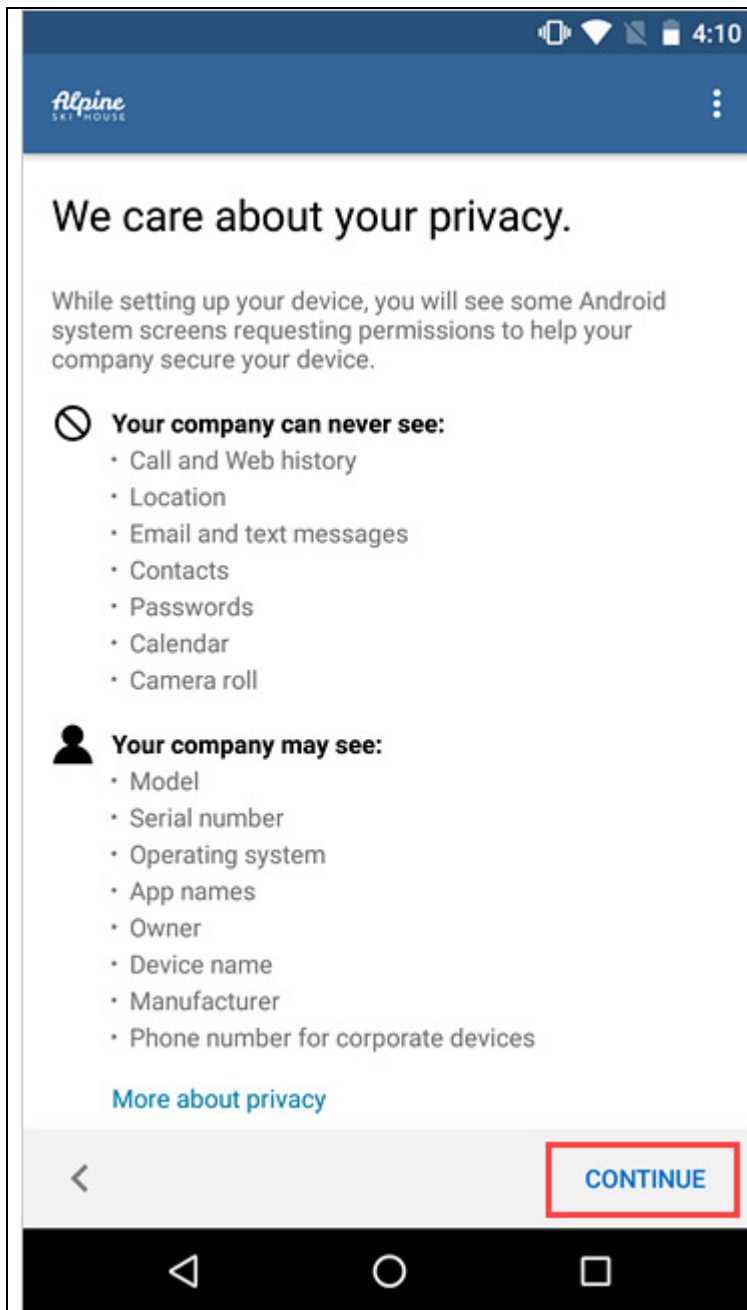 4:10
Alpine
SKI HOUSE
We care about your privacy.
While setting up your device, you will see some Android
system screens requesting permissions to help your
company secure your device.
Your company can never see:
• Call and Web history
• Location
• Email and text messages
• Contacts
• Passwords
• Calendar
• Camera roll
Your company may see:
• Model
• Serial number
• Operating system
• App names
• Owner
• Device name
• Manufacturer
• Phone number for corporate devices
More about privacy
CONTINUE